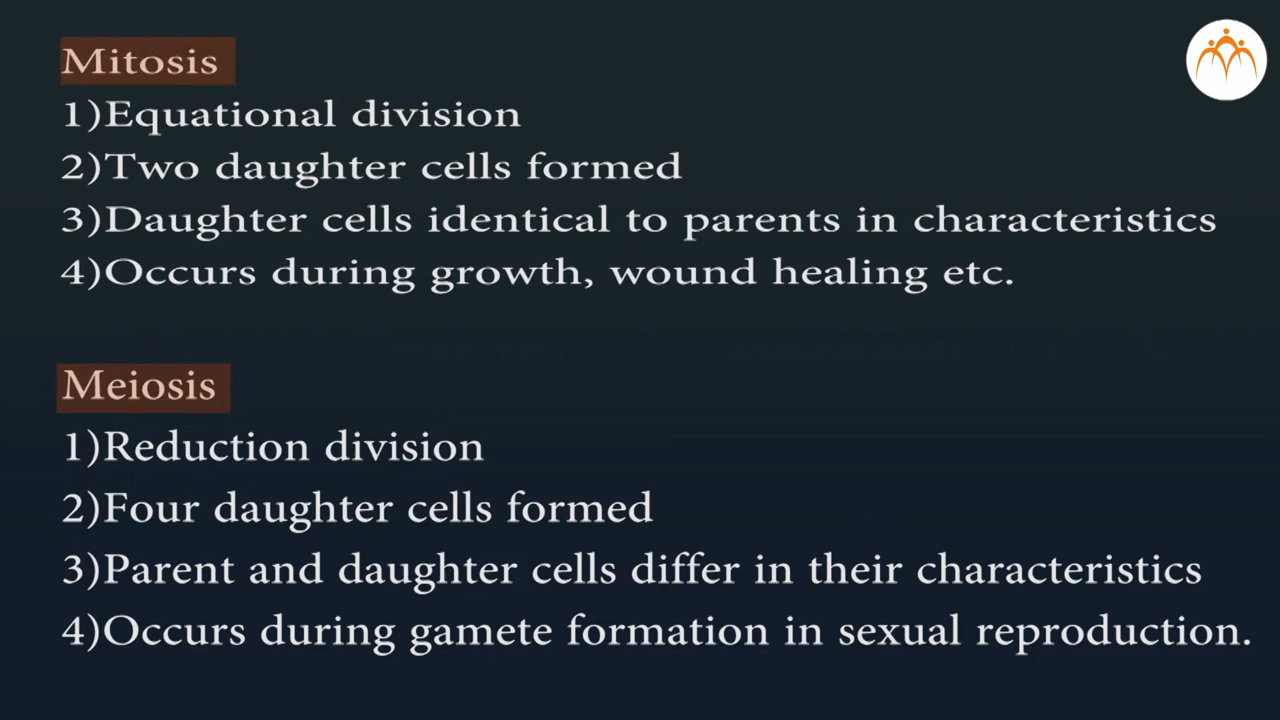 Mitosis
1)Equational division
2)Two daughter cells formed
3)Daughter cells identical to parents in characteristics
4)Occurs during growth, wound healing etc.
Meiosis
1)Reduction division
2)Four daughter cells formed
3)Parent and daughter cells differ in their characteristics
4)Occurs during gamete formation in sexual reproduction.